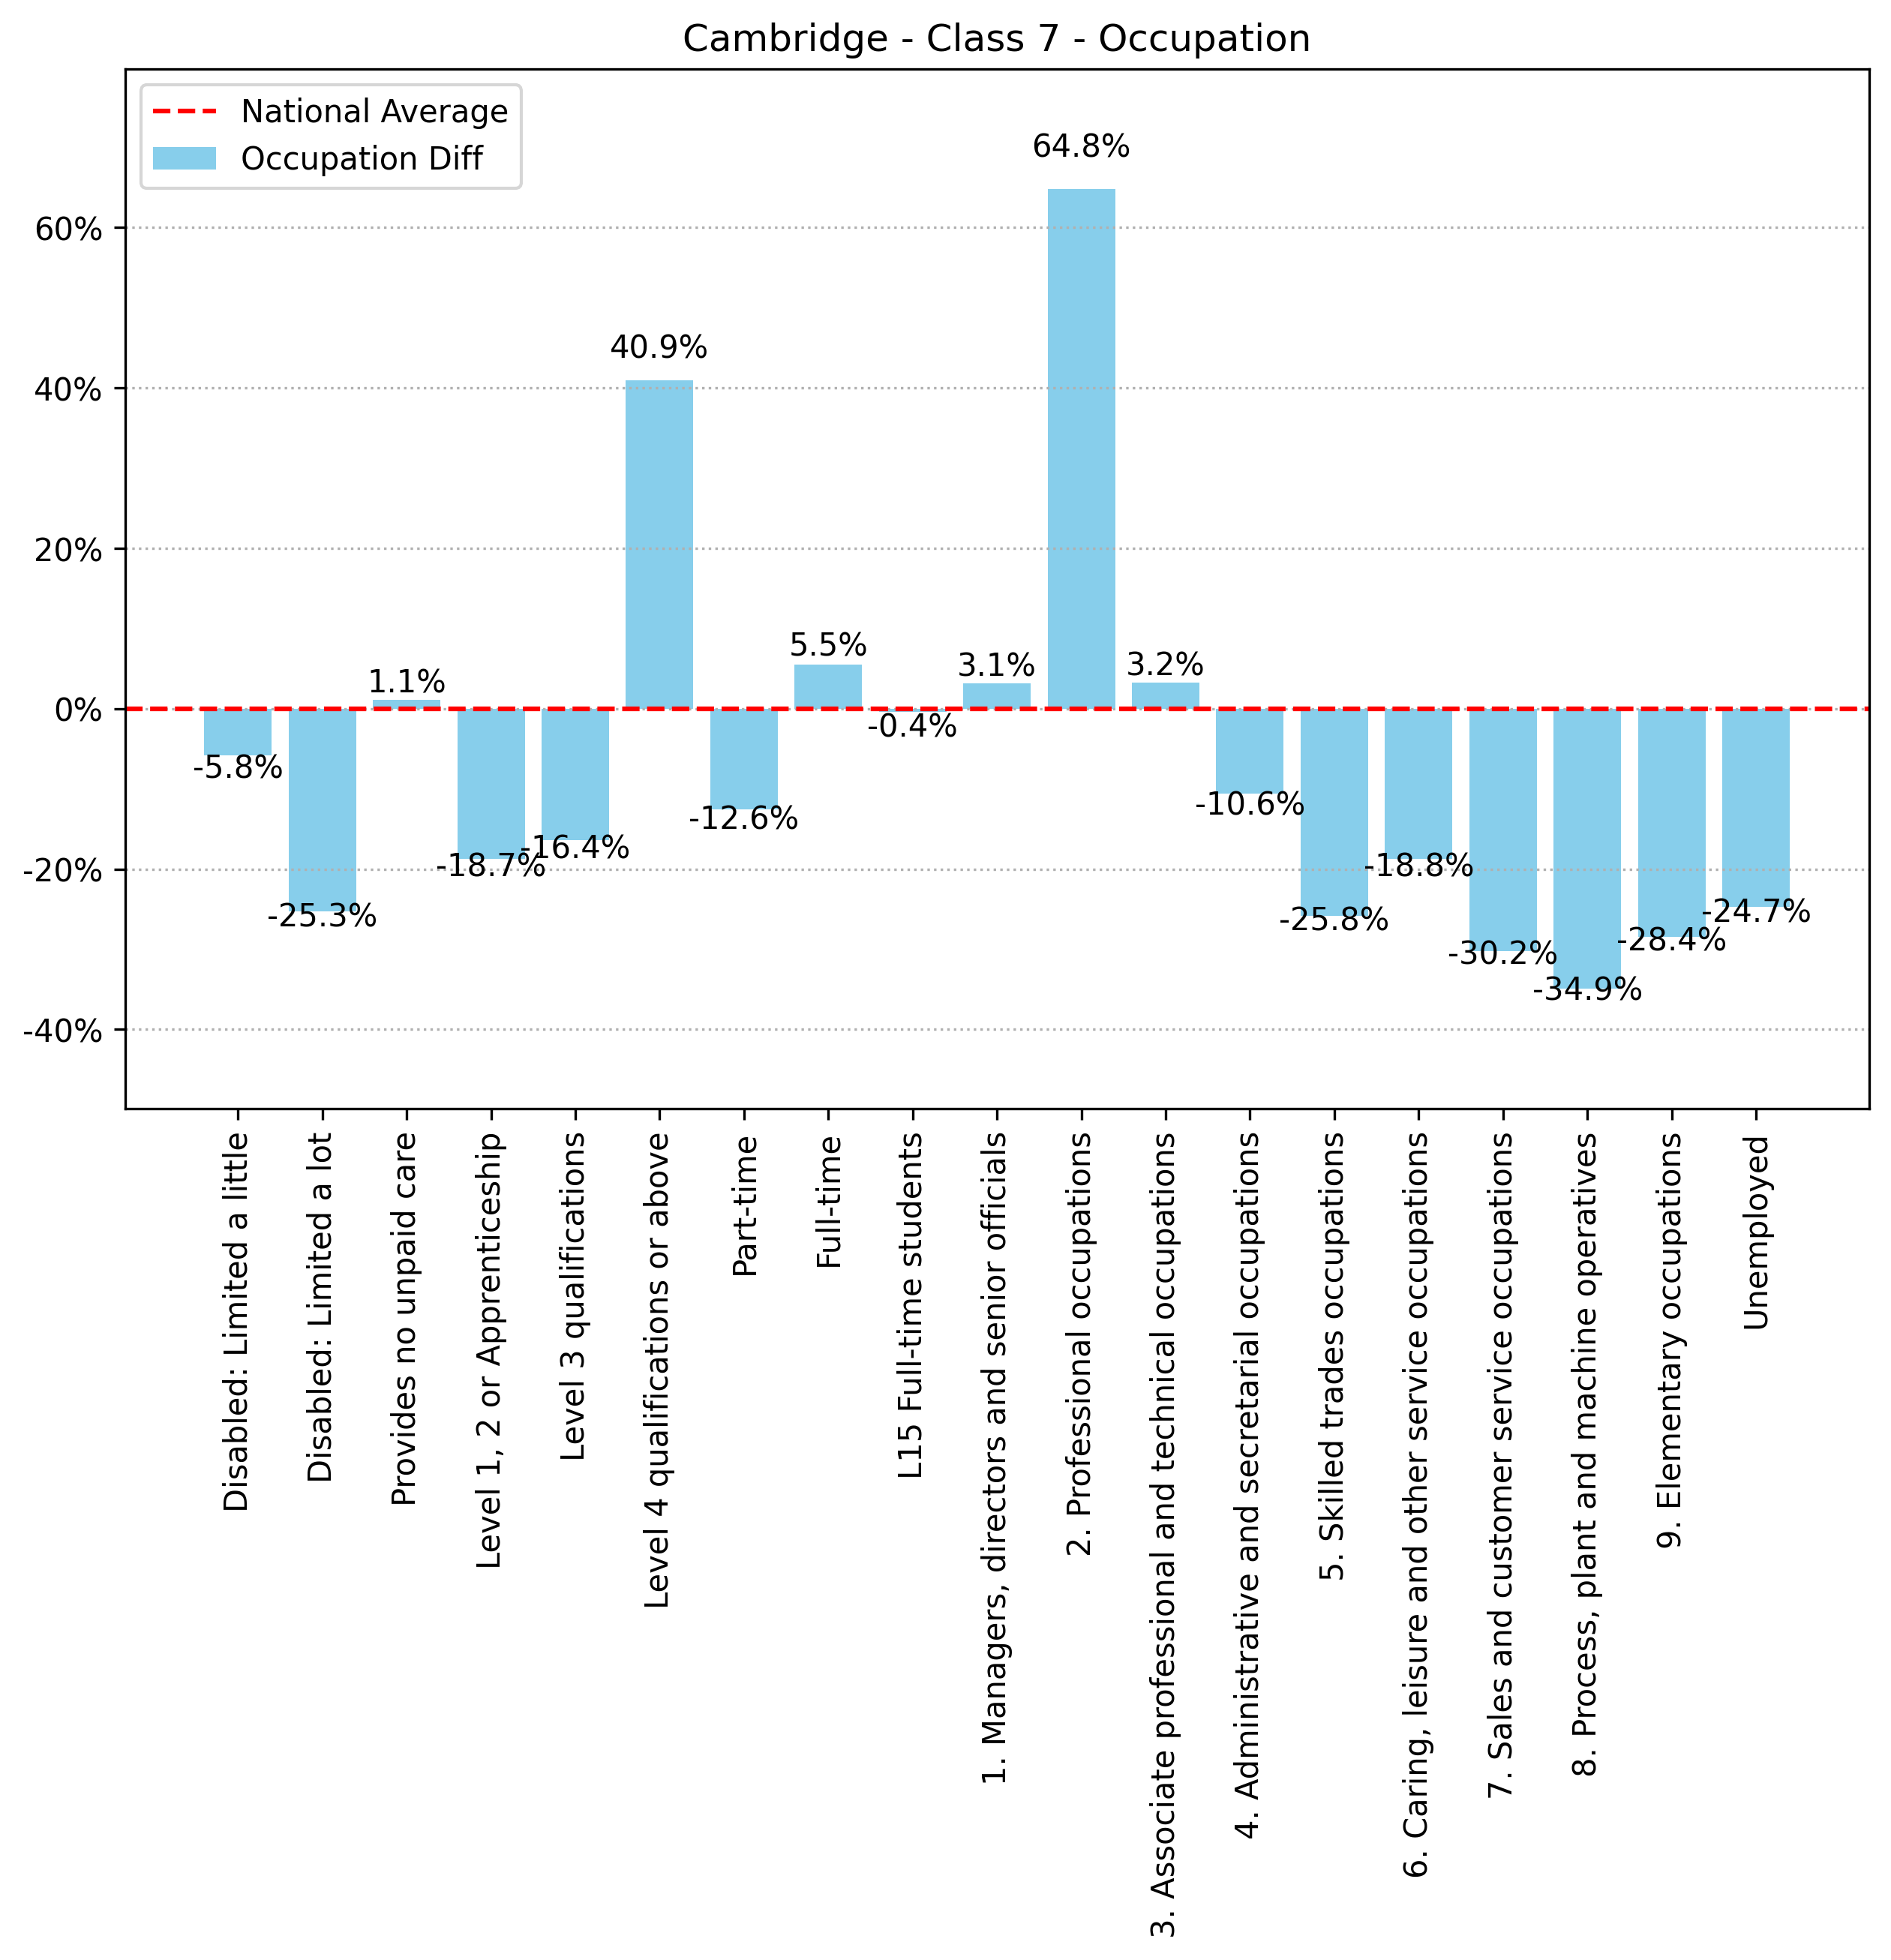 Cambridge - Class 7 - Occupation
National Average
Occupation Diff
60%
40%
20%
0%
-20%
-40%
-5.8%
-25.3%
1.1%
-18.7%
-16.4%
40.9%
-12.6%
5.5%
-0.4%
3.1%
64.8%
3.2%
-10.6%
-25.8%
-18.8%
-30.2%
-34.9%
-28.4%
-24.7%
Disabled: Limited a little
Disabled: Limited a lot
Provides no unpaid care
Level 1, 2 or Apprenticeship
Level 3 qualifications
Level 4 qualifications or above
Part-time
Full-time
L15 Full-time students
1. Managers, directors and senior officials
2. Professional occupations
3. Associate professional and technical occupations
4. Administrative and secretarial occupations
5. Skilled trades occupations
6. Caring, leisure and other service occupations
7. Sales and customer service occupations
8. Process, plant and machine operatives
9. Elementary occupations
Unemployed